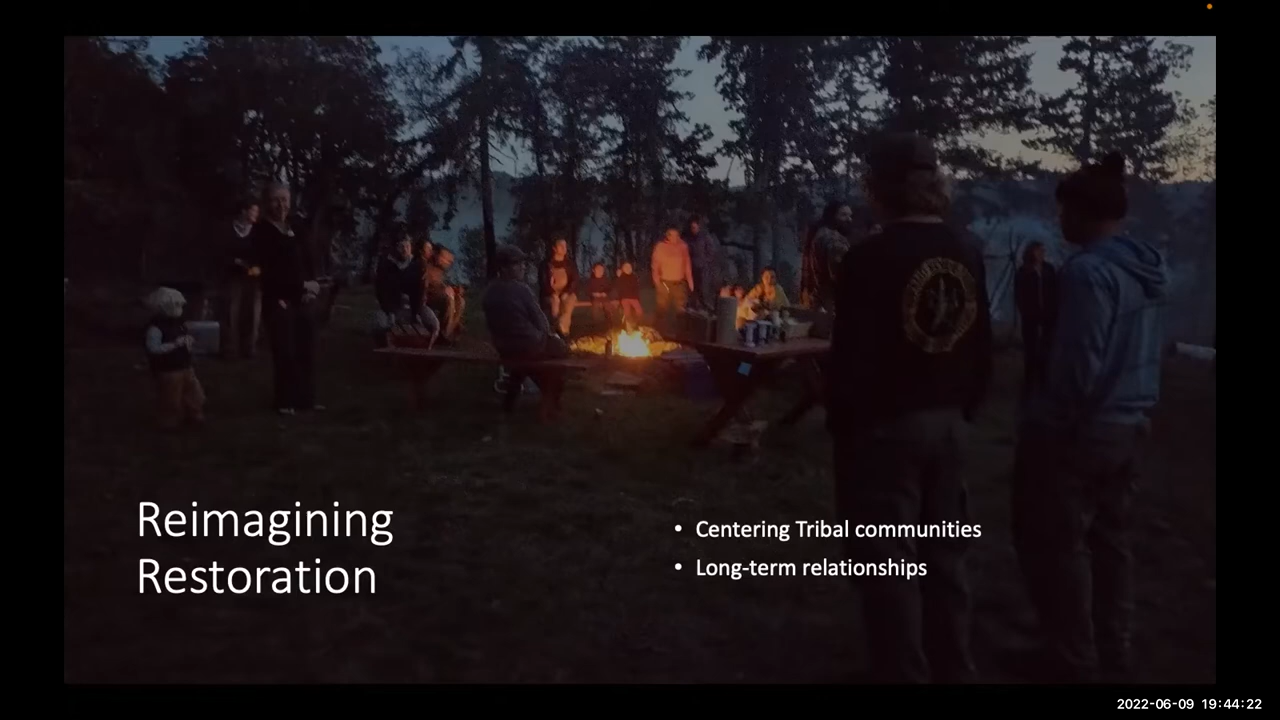 Reimagining
Restoration
• Centering Tribal communities
• Long-term relationships
2022-06-09 19:44:22